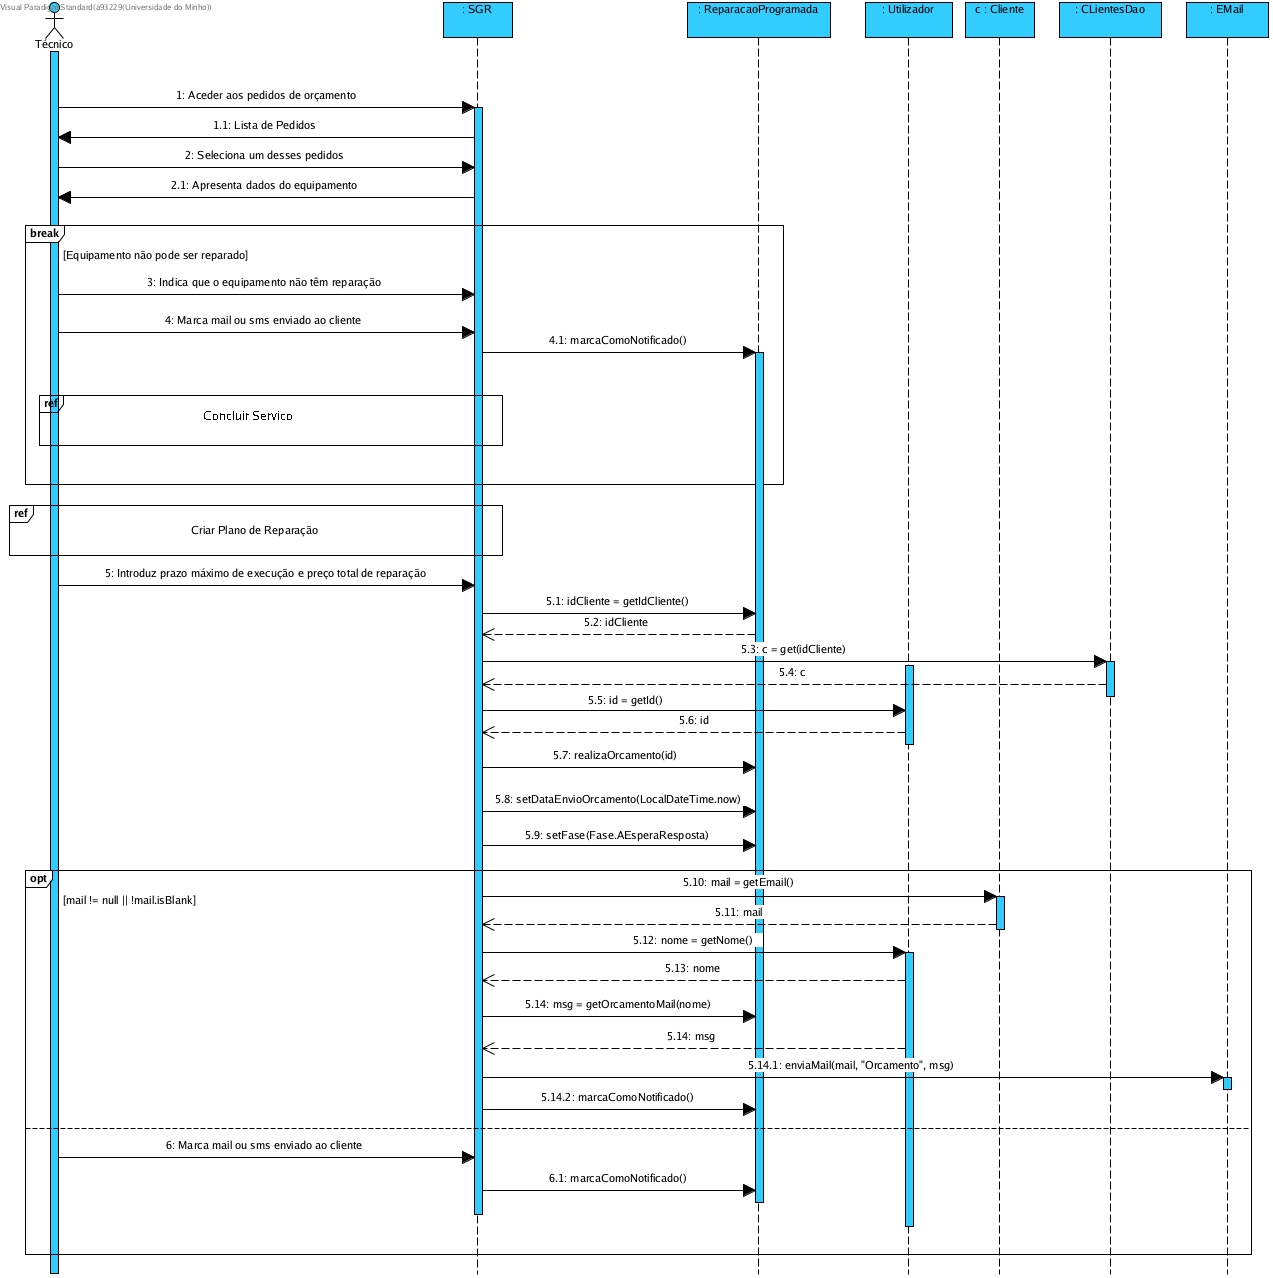 Visual Paradi Standard(a93229(Universidade do Minho))
Técnico
: SGR
: ReparacaoProgramada
: Utilizador
c : Cliente
: CLientesDao
: EMail
1: Aceder aos pedidos de orçamento
1.1: Lista de Pedidos
2: Seleciona um desses pedidos
2.1: Apresenta dados do equipamento
break
[Equipamento não pode ser reparado]
3: Indica que o equipamento não têm reparação
4: Marca mail ou sms enviado ao cliente
4.1: marcaComoNotificado()
ref
Concluir Servico
ref
Criar Plano de Reparação
5: Introduz prazo máximo de execução e preço total de reparação
5.1: idCliente = getIdCliente()
5.2: idCliente
5.3: c = get(idCliente)
5.4: c
5.5: id = getId()
5.6: id
5.7: realizaOrcamento(id)
5.8: setDataEnvioOrcamento(LocalDateTime.now)
5.9: setFase(Fase.AEsperaResposta)
opt
[mail != null || !mail.isBlank]
5.10: mail = getEmail()
5.11: mail
5.12: nome = getNome()
5.13: nome
5.14: msg = getOrcamentoMail(nome)
5.14: msg
5.14.1: enviaMail(mail, "Orcamento", msg)
5.14.2: marcaComoNotificado()
6: Marca mail ou sms enviado ao cliente
6.1: marcaComoNotificado()